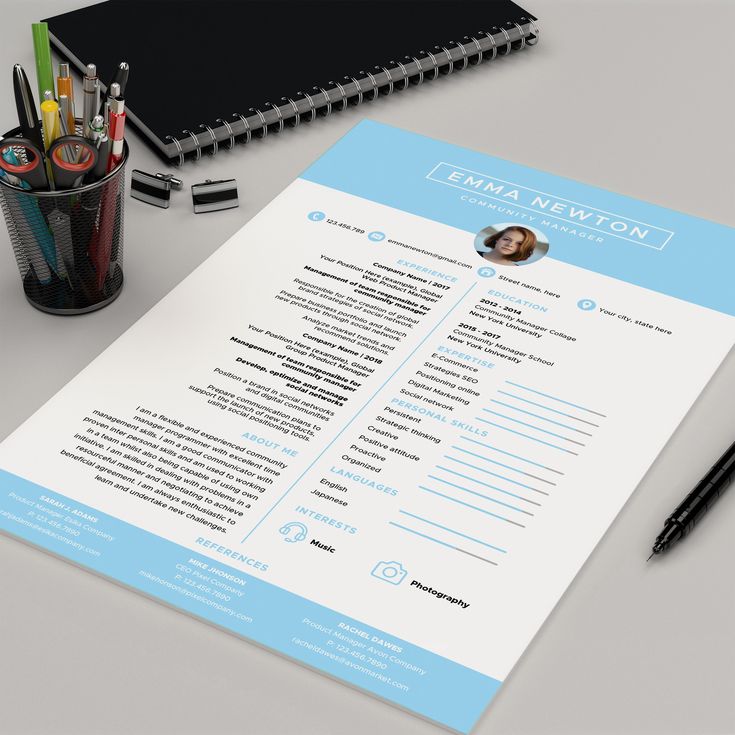 EMMA NEWTON
COMMUNITY MANAGER
123.456.789
emmanewton@gmail.com
Street name, here
Your city, state here
EXPERIENCE
Company Name | 2017
Your Position Here (example), Global
Web Product Manager
Management of team responsible for
community manager
Responsible for the creation of global
brand strategies of social network.
Prepare business portfolio and launch
new products through social network.
Analyze market trends and
recommend solutions.
Company Name | 2018
Your Position Here (example), Global
Group Product Manager
Management of team responsible for
community manager
Develop, optimize and manage
social networks
Position a brand in social networks
and digital communities
Prepare communication plans to
support the launch of new products,
using social positioning tools.
ABOUT ME
I am a flexible and experienced community
manager programmer with excellent time
management skills. I am a good communicator with
proven inter personal skills and am used to working
in a team whilst also being capable of using own
initiative. I am skilled in dealing with problems in a
resourceful manner and negotiating to achieve
beneficial agreement. I am always enthusiastic to
learn and undertake new challenges.
EDUCATION
2012 - 2014
Community Manager Collage
New York University
2015 - 2017
Community Manager School
New York University
EXPERTISE
E-Commerce
Strategies SEO
Positioning online
Digital Marketing
Social network
PERSONAL SKILLS
Persistent
Strategic thinking
Creative
Positive attitude
Proactive
Organized
LANGUAGES
English
Japanese
INTERESTS
Music
Photography
REFERENCES
SARAH J. ADAMS
Product Manager Esika Company
P: 123.456.7890
rahjadams@esikacompany.com
MIKE JHONSON
CEO Pixel Company
P: 123.456.7890
mikehonson@pixelcompany.com
RACHEL DAWES
Product Manager Avon Company
P: 123.456.7890
racheldawes@avonmarket.com